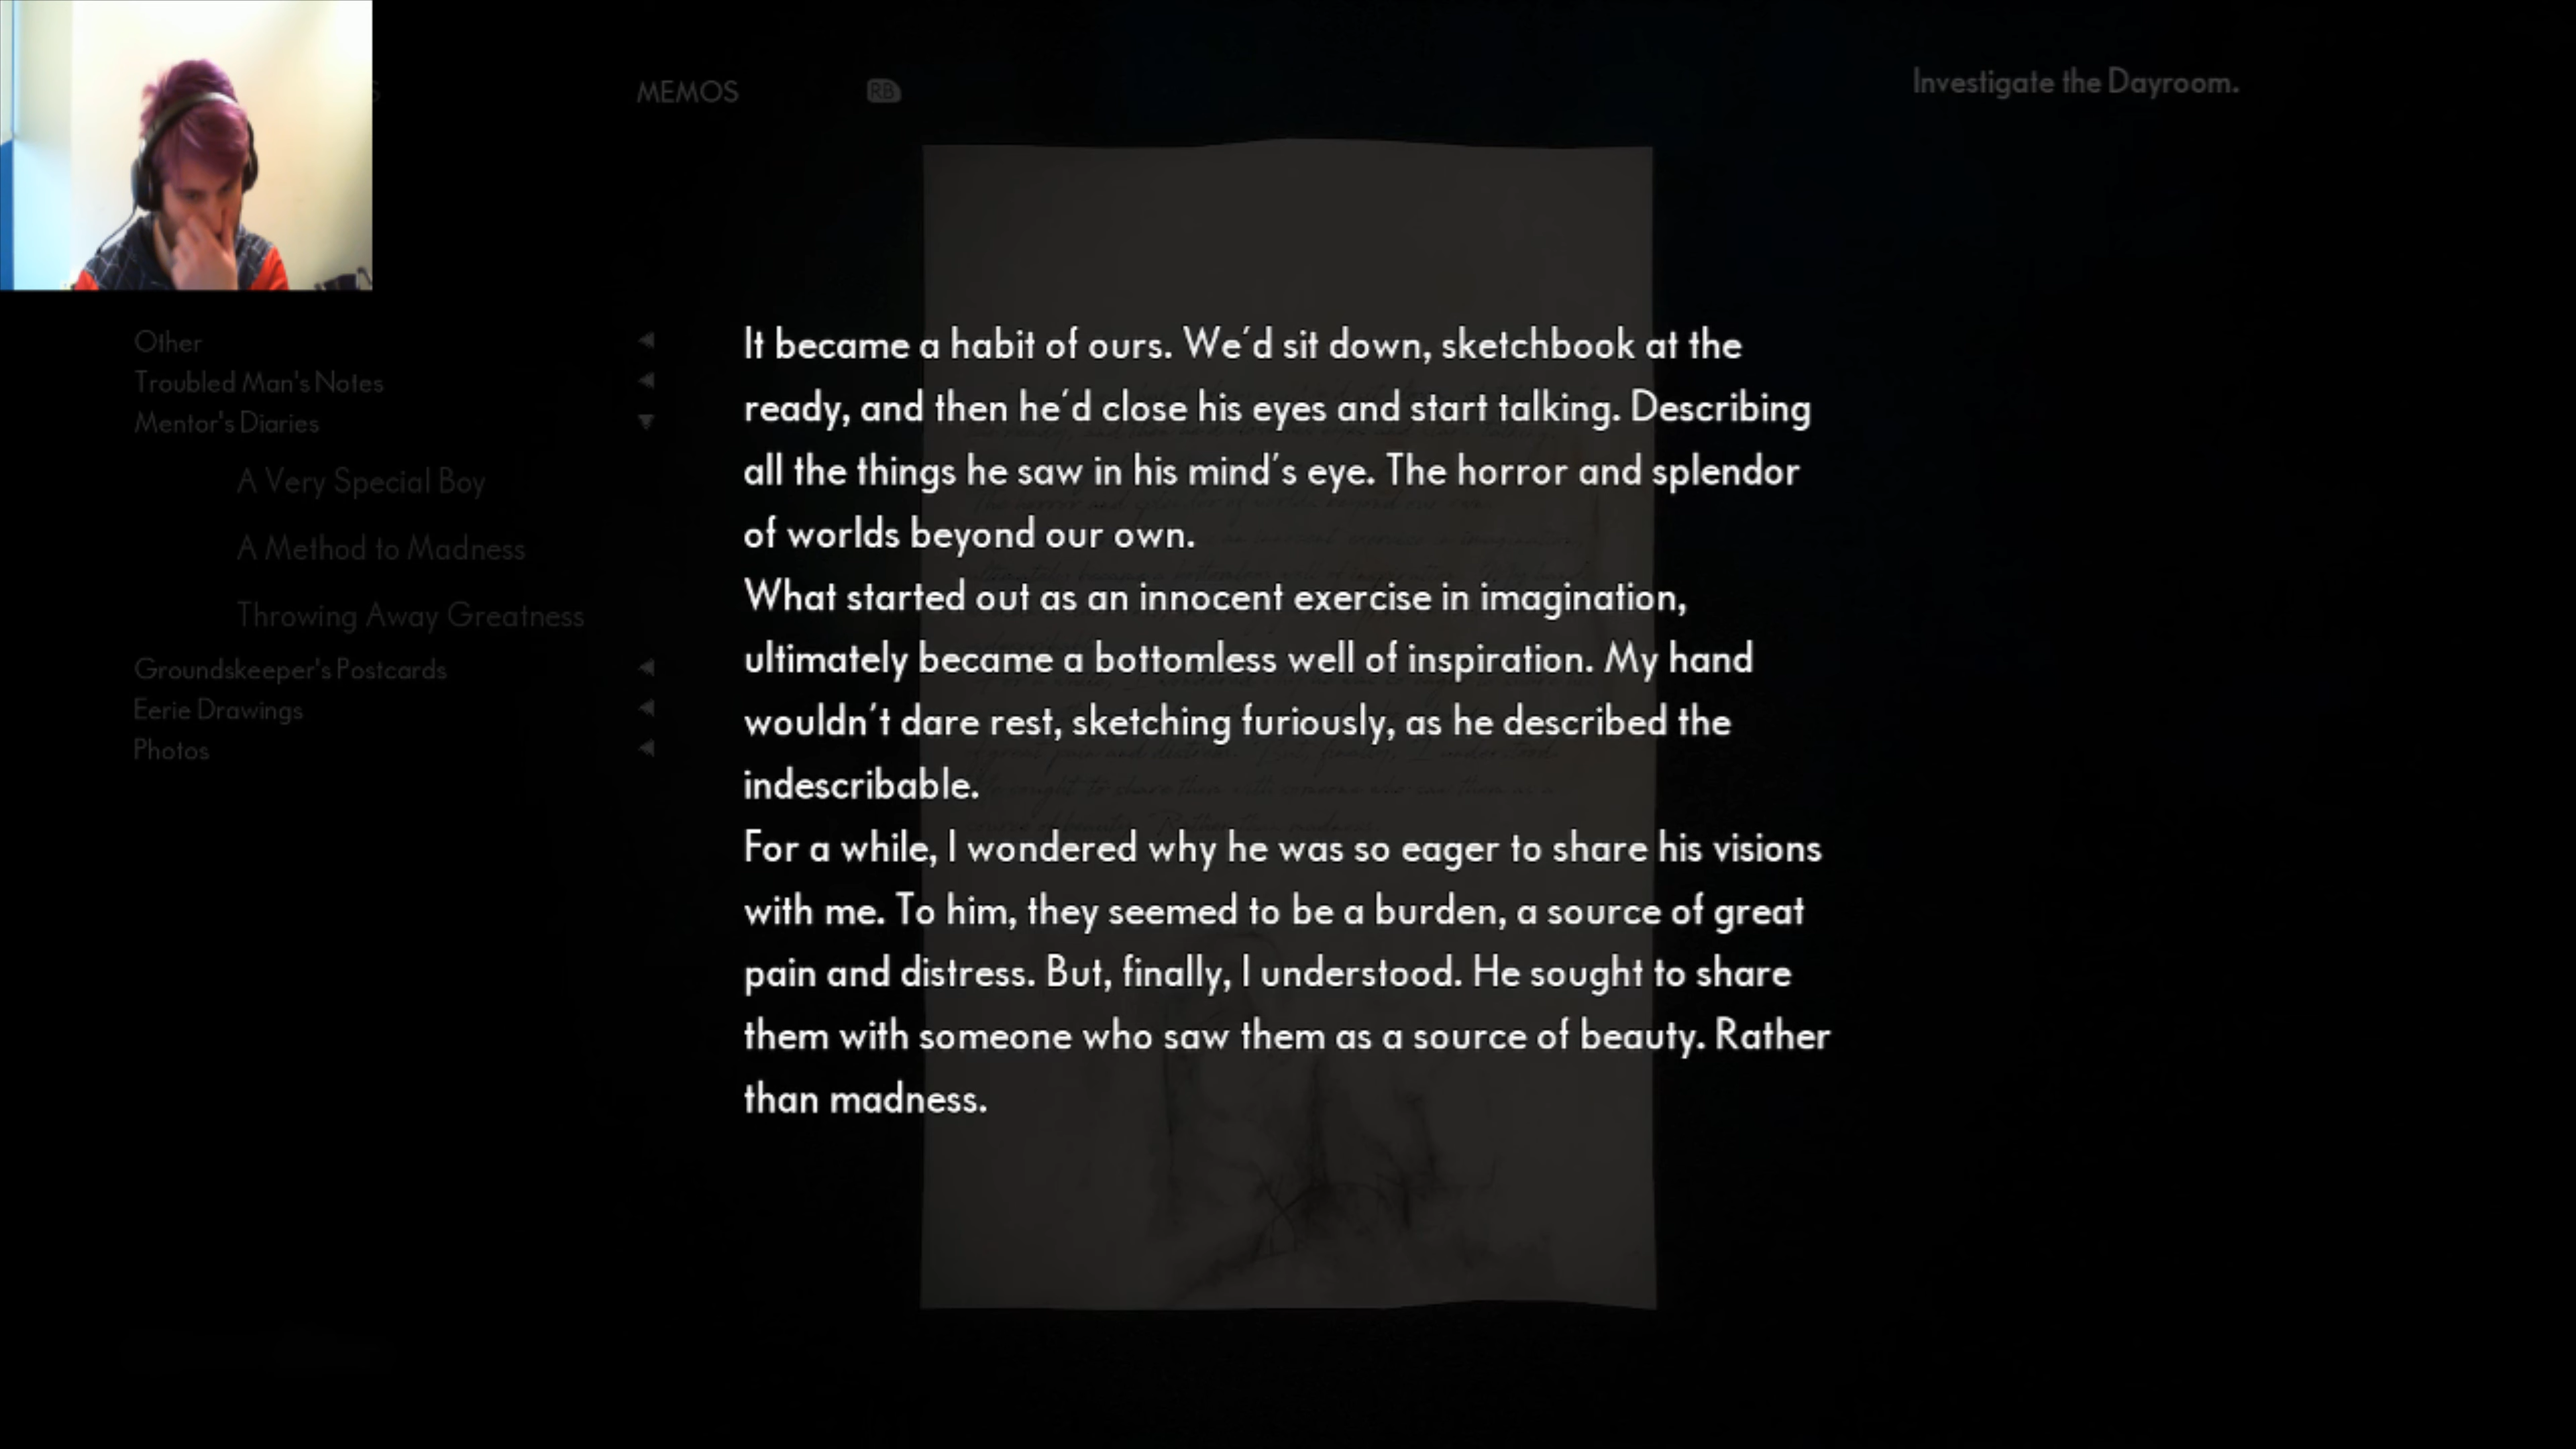 MEMOS
RB
Investigate the Dayroom.
Other
Troubled Man's Notes
Mentor's Diaries
A Very Special Boy
A Method to Madness
Throwing Away Greatness
Groundskeeper's Postcards
Eerie Drawings
Photos
It became a habit of ours. We'd sit down, sketchbook at the
ready, and then he'd close his eyes and start talking. Describing
all the things he saw in his mind's eye. The horror and splendor
of worlds beyond our own.
What started out as an innocent exercise in imagination,
ultimately became a bottomless well of inspiration. My hand
wouldn't dare rest, sketching furiously, as he described the
indescribable.
For a while, I wondered why he was so eager to share his visions
with me. To him, they seemed to be a burden, a source of great
pain and distress. But, finally, I understood. He sought to share
them with someone who saw them as a source of beauty. Rather
than madness.